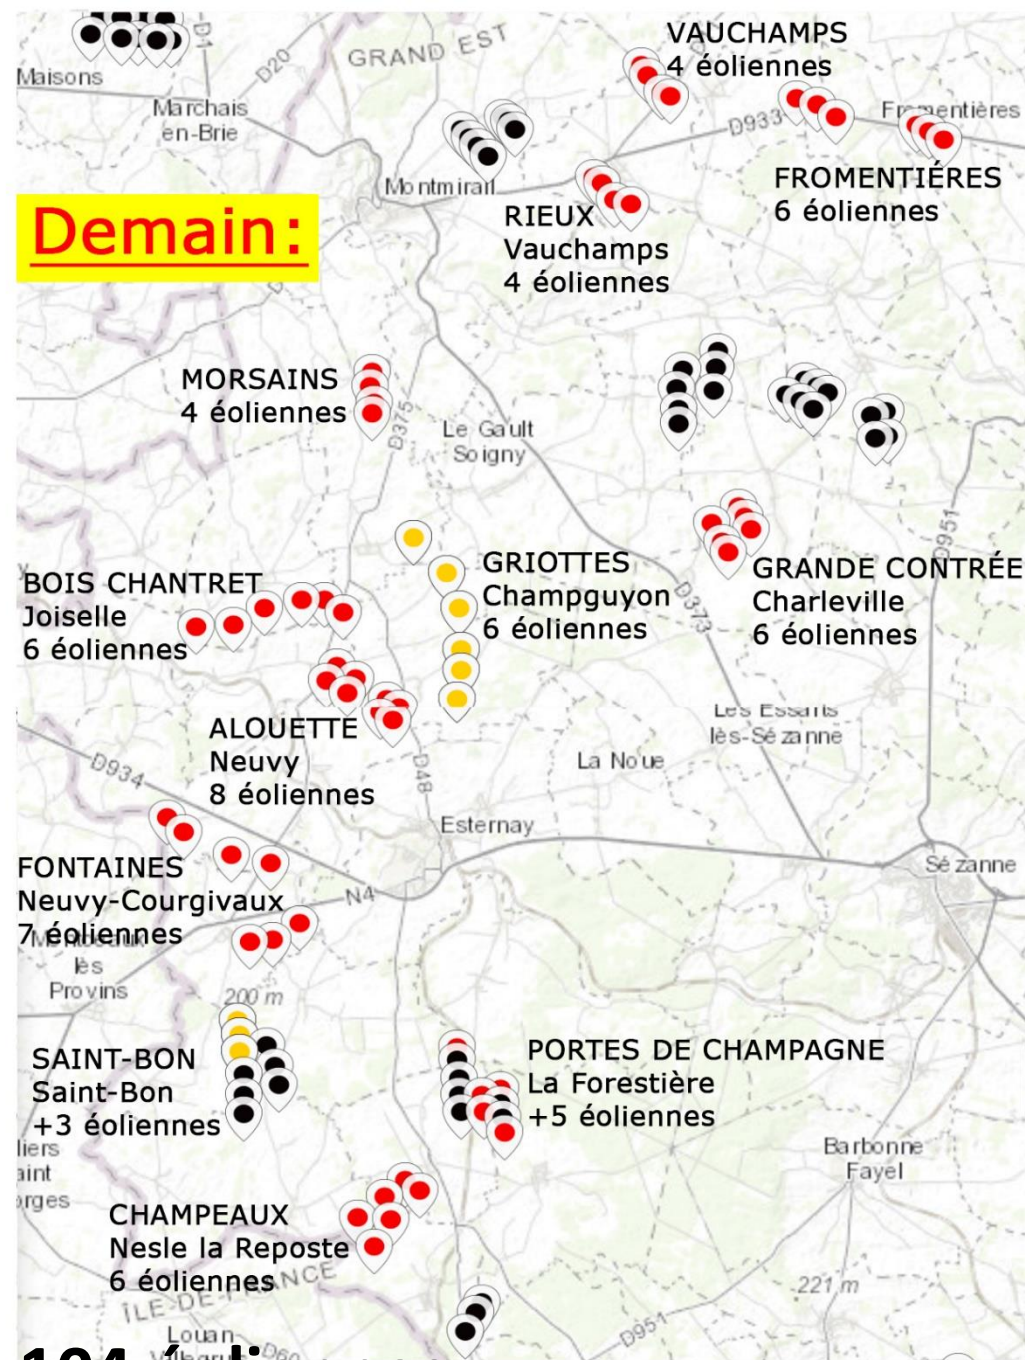 GRAND EST
VAUCHAMPS
4 éoliennes
D1
D20
Maisons
Marchais
en-Brie
D933
Fromentières
Montmirail
FROMENTIÉRES
6 éoliennes
RIEUX
Vauchamps
4 éoliennes
Demain:
MORSAINS
4 éoliennes
D375
Le Gault
Soigny
D951
GRIOTTES
Champguyon
6 éoliennes
BOIS CHANTRET
Joiselle
6 éoliennes
GRANDE CONTRÉE
Charleville
6 éoliennes
D373
ALOUETTE
Neuvy
8 éoliennes
Les Essarts
lès-Sézanne
La Noue
D934
D48
Esternay
Sézanne
FONTAINES
Neuvy-Courgivaux
7 éoliennes
N4
lès
Provins
200 m
SAINT-BON
Saint-Bon
+3 éoliennes
PORTES DE CHAMPAGNE
La Forestière
+5 éoliennes
Barbonne
Fayel
CHAMPEAUX
Nesle la Reposte
6 éoliennes
ÎLE-DE-FRANCE
221 m
Louan-
D60
D951